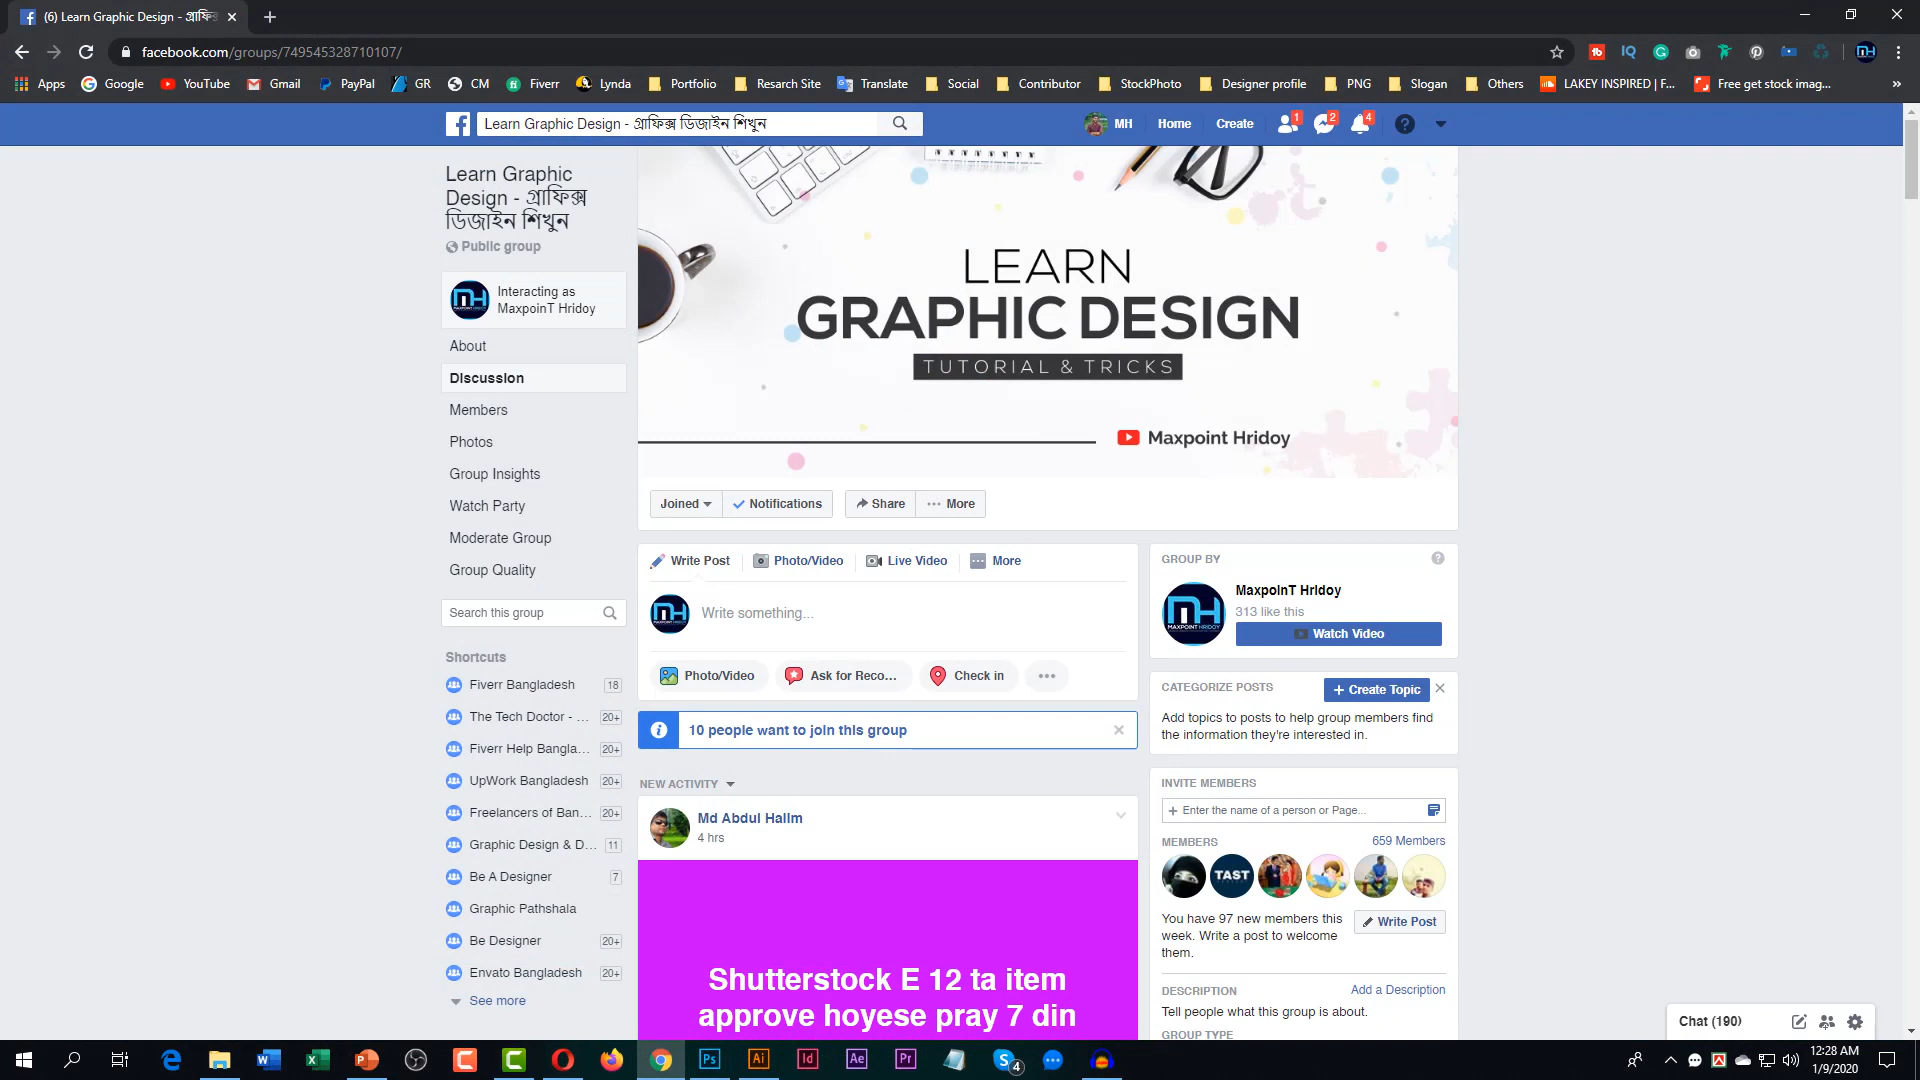 (6) Learn Graphic Design - গ্রাফিক্স
facebook.com/groups/749545328710107/
Apps Google YouTube Gmail PayPal GR CM Fiverr Lynda Portfolio Resarch Site Translate Social Contributor StockPhoto Designer profile PNG Slogan Others LAKEY INSPIRED | F... Free get stock imag... »
Learn Graphic Design - গ্রাফিক্স ডিজাইন শিখুন
MH Home Create 1 2 4
Learn Graphic
Design - গ্রাফিক্স
ডিজাইন শিখুন
Public group
Interacting as
MaxpoinT Hridoy
About
Discussion
Members
Photos
Group Insights
Watch Party
Moderate Group
Group Quality
Search this group
Shortcuts
Fiverr Bangladesh 18
The Tech Doctor - ... 20+
Fiverr Help Bangla... 20+
UpWork Bangladesh 20+
Freelancers of Ban... 20+
Graphic Design & D... 11
Be A Designer 7
Graphic Pathshala
Be Designer 20+
Envato Bangladesh 20+
See more
LEARN
GRAPHIC DESIGN
TUTORIAL & TRICKS
Maxpoint Hridoy
Joined Notifications Share More
Write Post Photo/Video Live Video More
Write something...
Photo/Video Ask for Reco... Check in
10 people want to join this group
NEW ACTIVITY
Md Abdul Halim
4 hrs
Shutterstock E 12 ta item
approve hoyese pray 7 din
GROUP BY
MaxpoinT Hridoy
313 like this
Watch Video
CATEGORIZE POSTS
+ Create Topic
Add topics to posts to help group members find
the information they're interested in.
INVITE MEMBERS
+ Enter the name of a person or Page...
MEMBERS 659 Members
TAST
You have 97 new members this
week. Write a post to welcome
them.
Write Post
DESCRIPTION Add a Description
Tell people what this group is about.
GROUP TYPE
Chat (190)
12:28 AM
1/9/2020